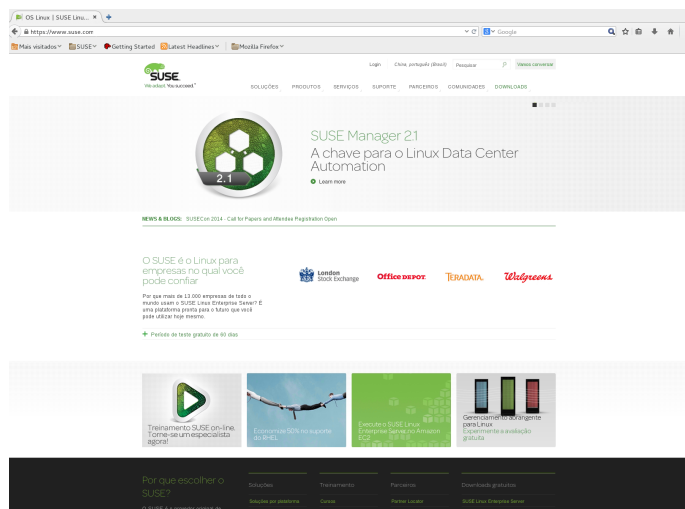 OS Linux | SUSE Linu...
https://www.suse.com
Google
Mais visitados
SUSE
Getting Started
Latest Headlines
Mozilla Firefox
Login
China, português (Brasil)
Pesquisar
Vamos conversar
SUSE
We adapt. You succeed.
SOLUÇÕES
PRODUTOS
SERVIÇOS
SUPORTE
PARCEIROS
COMUNIDADES
DOWNLOADS
2.1
SUSE Manager 2.1
A chave para o Linux Data Center
Automation
Learn more
NEWS & BLOGS: SUSECon 2014 - Call for Papers and Attendee Registration Open
O SUSE é o Linux para
empresas no qual você
pode confiar
London
Stock Exchange
Office DEPOT.
TERADATA.
Walgreens
Por que mais de 13.000 empresas de todo o
mundo usam o SUSE Linux Enterprise Server? É
uma plataforma pronta para o futuro que você
pode utilizar hoje mesmo.
Período de teste gratuito de 60 dias
Treinamento SUSE on-line.
Torne-se um especialista
agora!
Economize 50% no suporte
do RHEL
Execute o SUSE Linux
Enterprise Server no Amazon
EC2
Gerenciamento abrangente
para Linux
Experimente a avaliação
gratuita
Por que escolher o
SUSE?
Soluções
Treinamento
Parceiros
Downloads gratuitos
Soluções por plataforma
Cursos
Partner Locator
SUSE Linux Enterprise Server